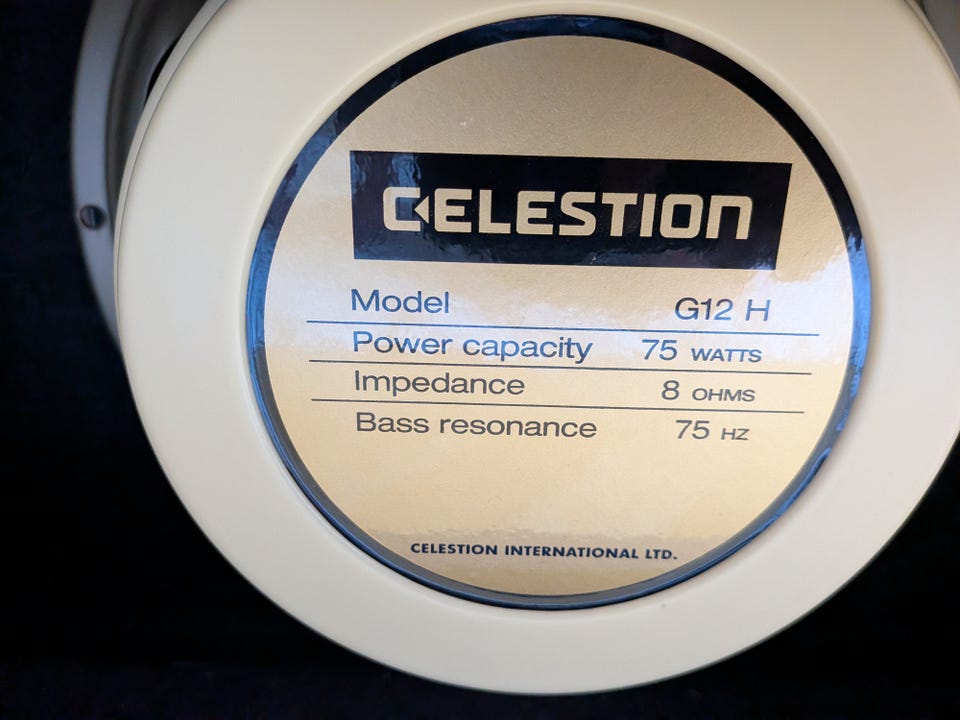 CELESTION
Model G12 H
Power capacity 75 WATTS
Impedance 8 OHMS
Bass resonance 75 HZ
CELESTION INTERNATIONAL LTD.